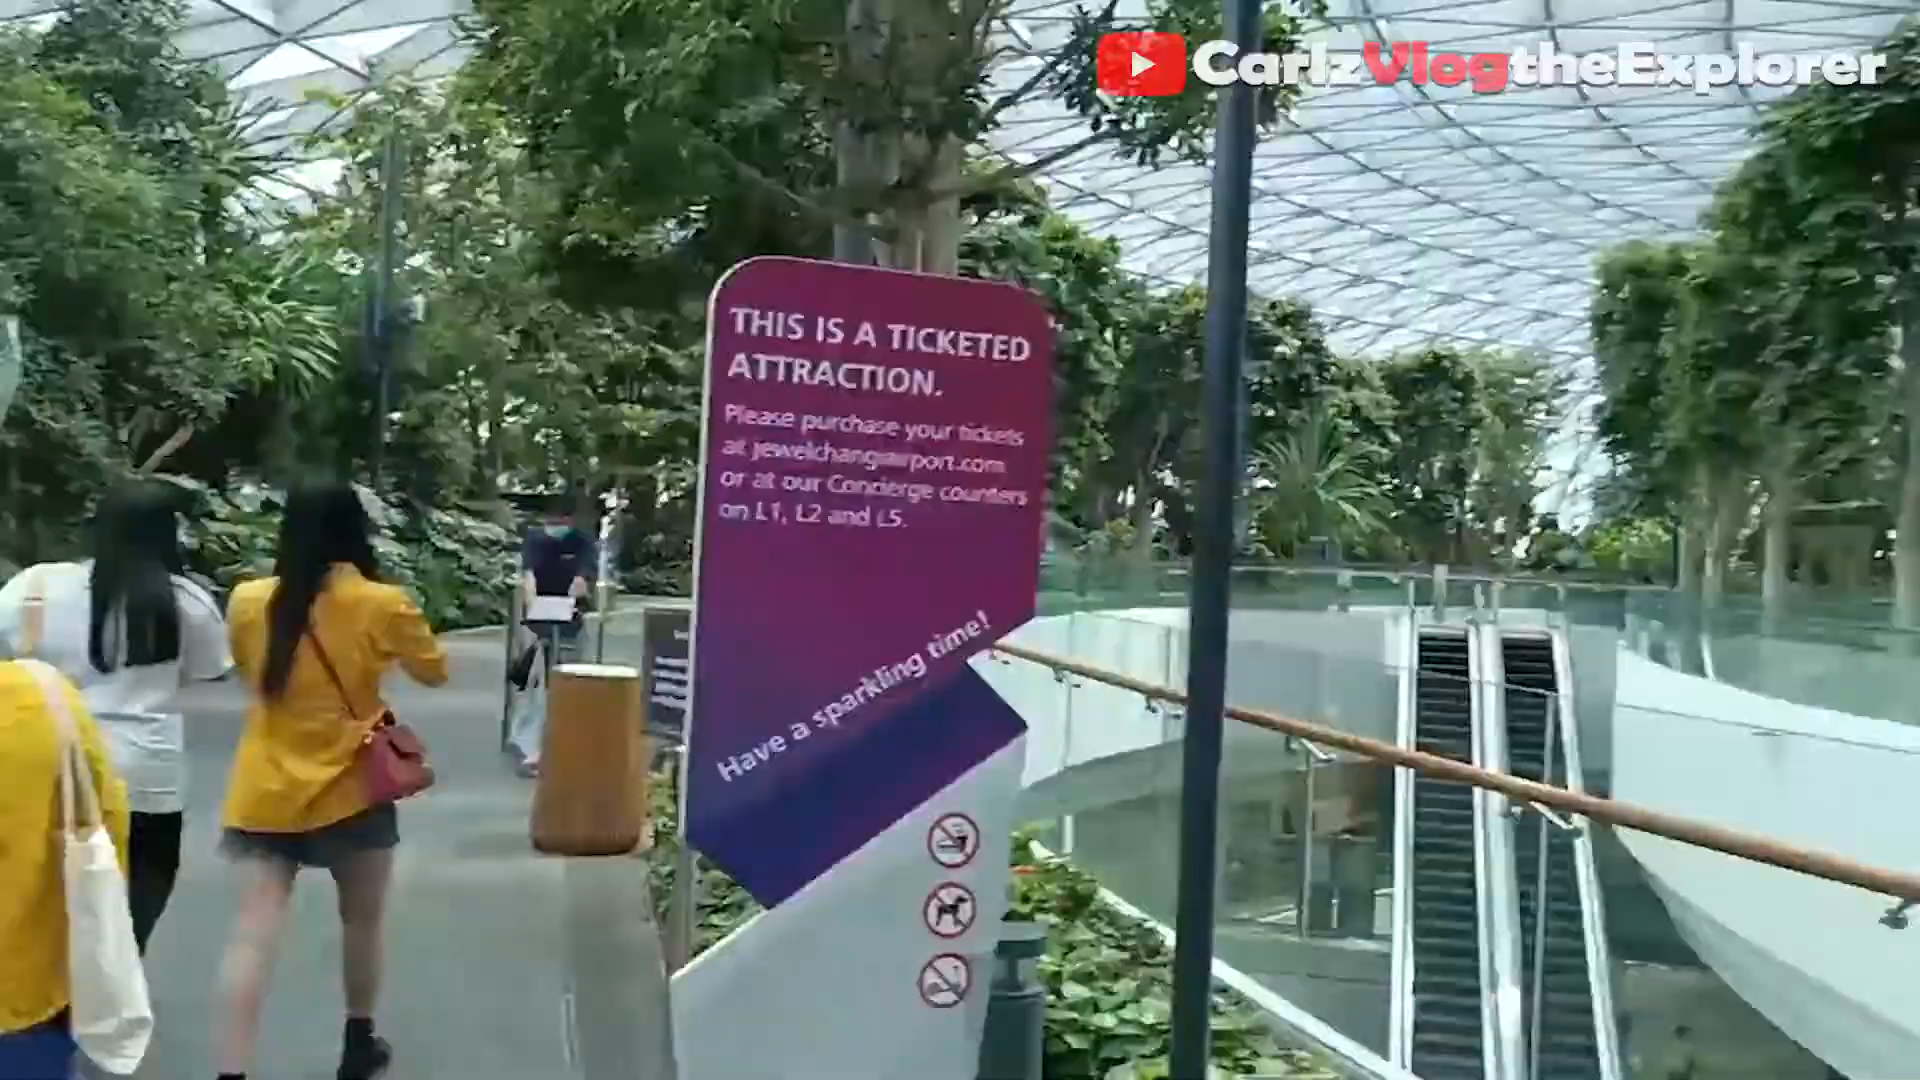 CarlzVlogtheExplorer
THIS IS A TICKETED
ATTRACTION.
Please purchase your tickets
at jewelchangiairport.com
or at our Concierge counters
on L1, L2 and L5.
Have a sparkling time!